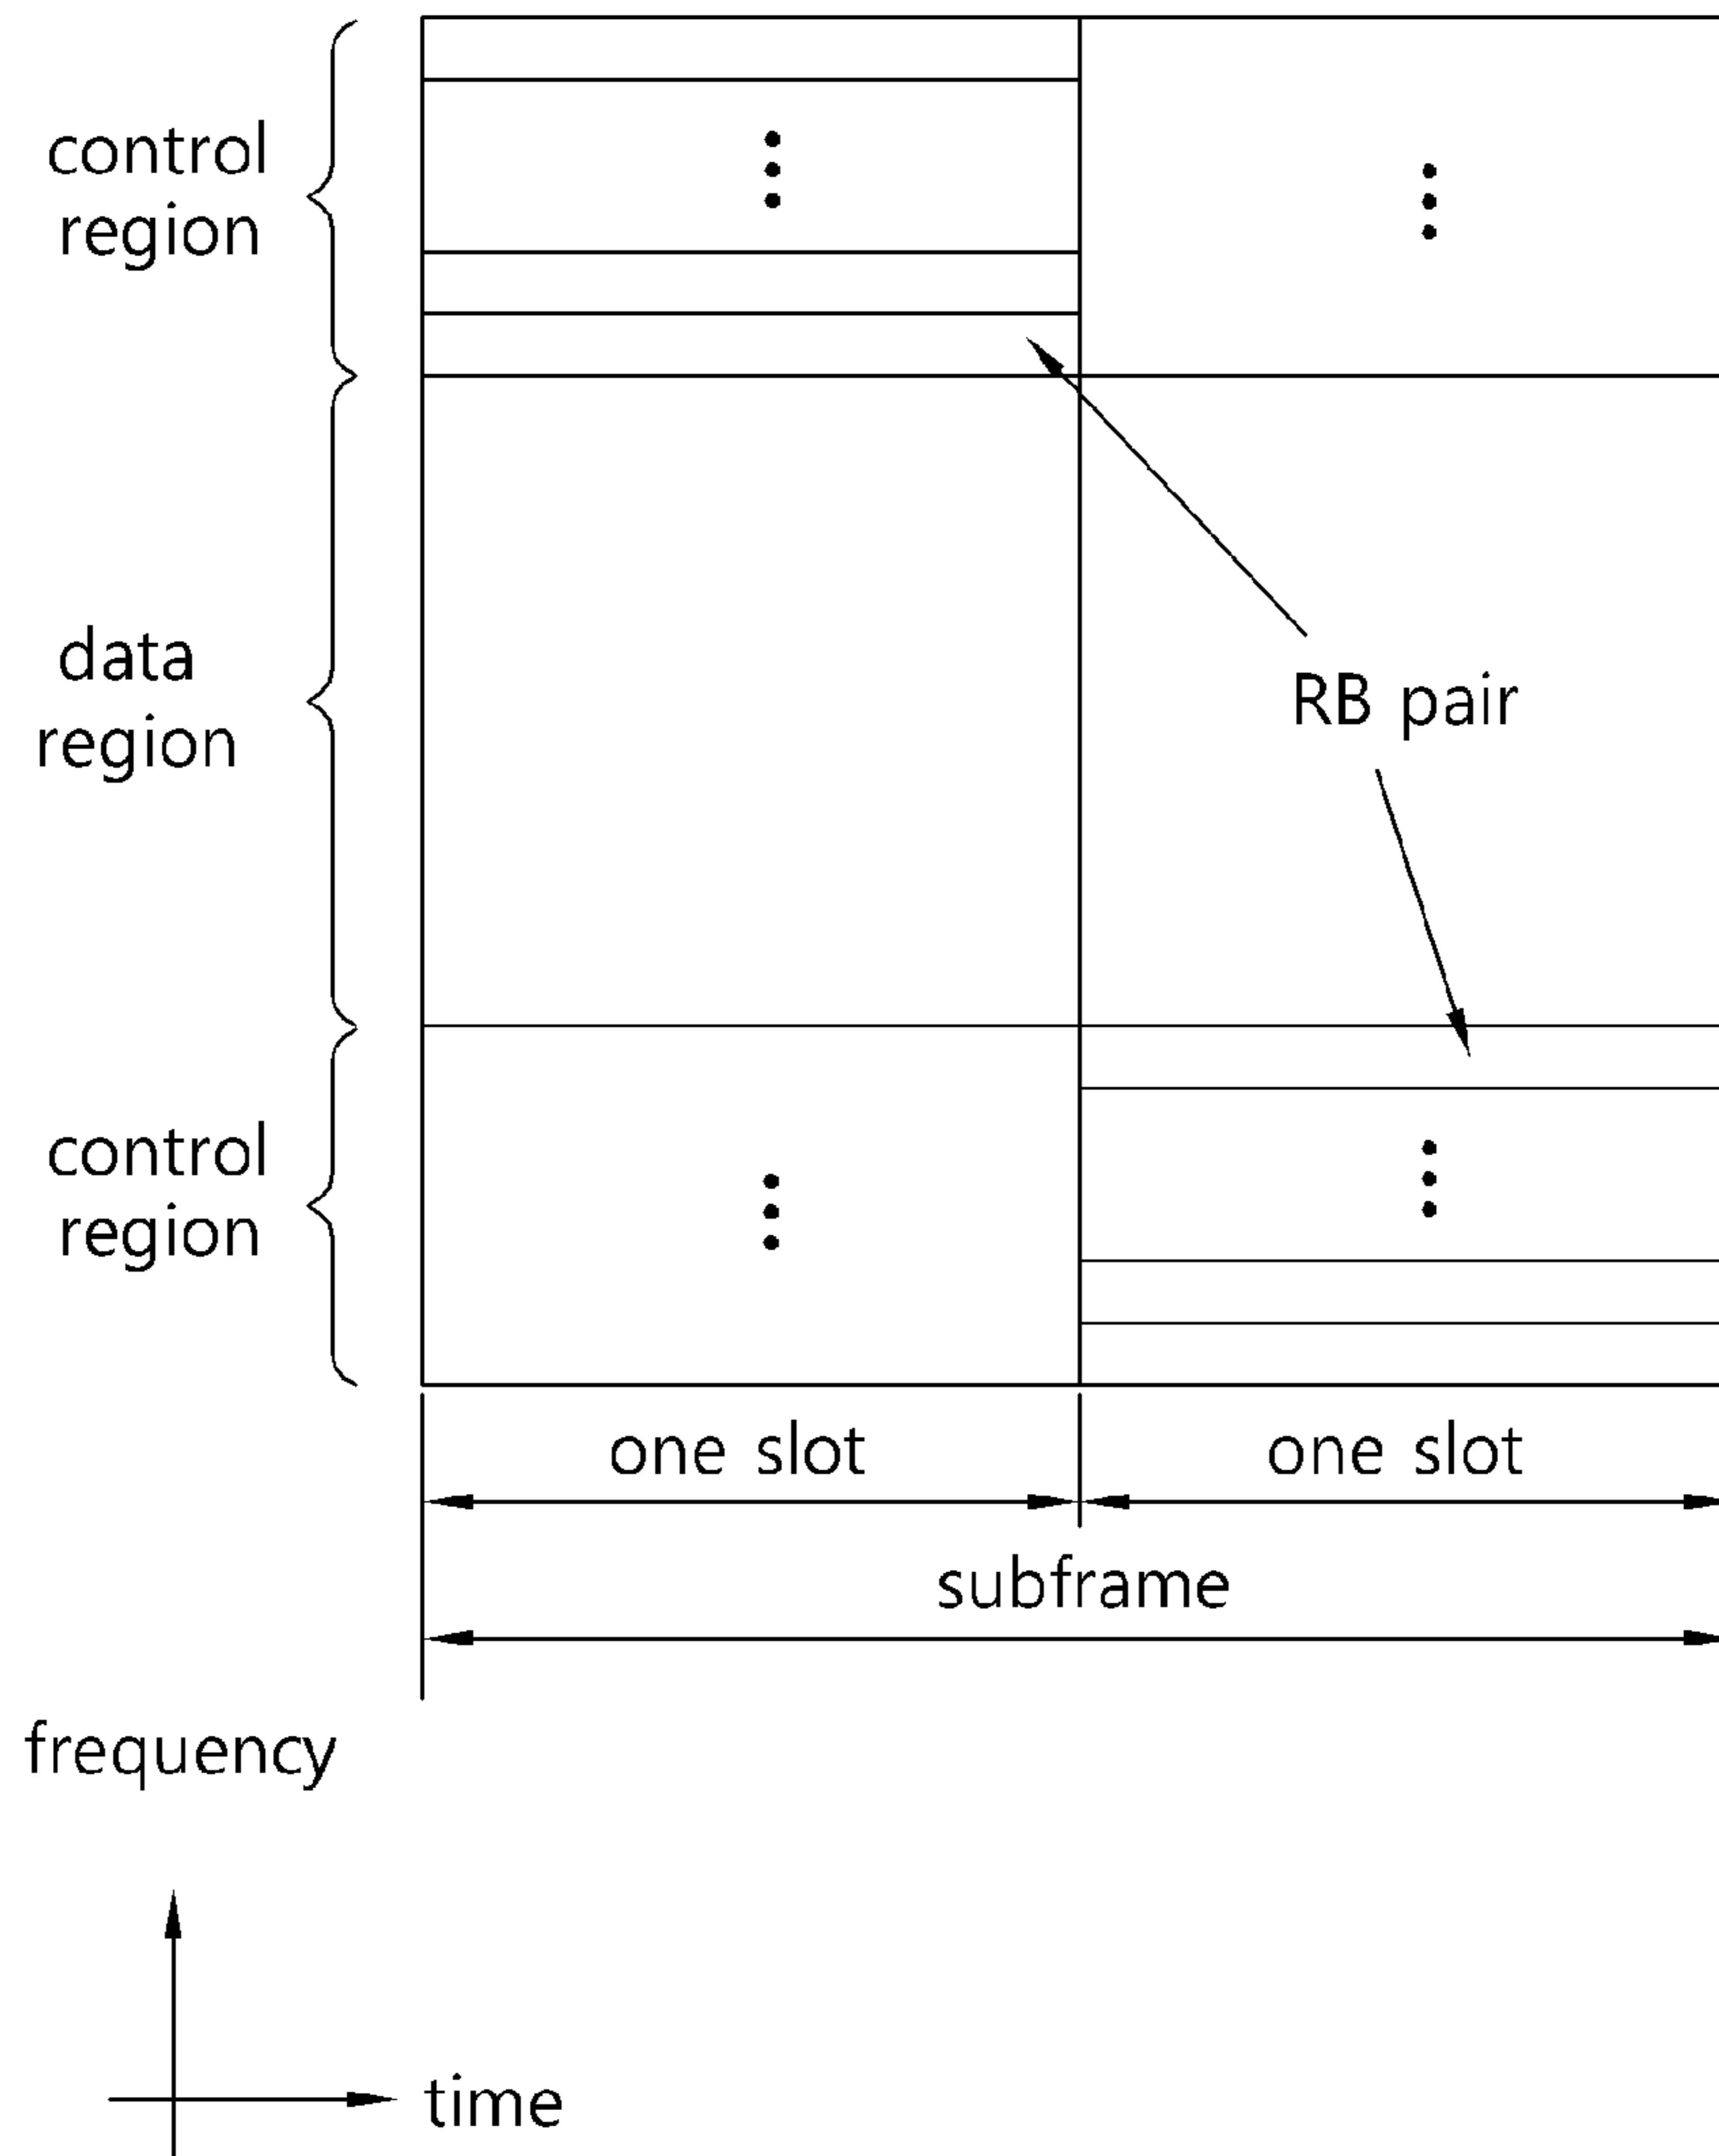 control
region
data
region
RB pair
control
region
one slot
one slot
subframe
frequency
time